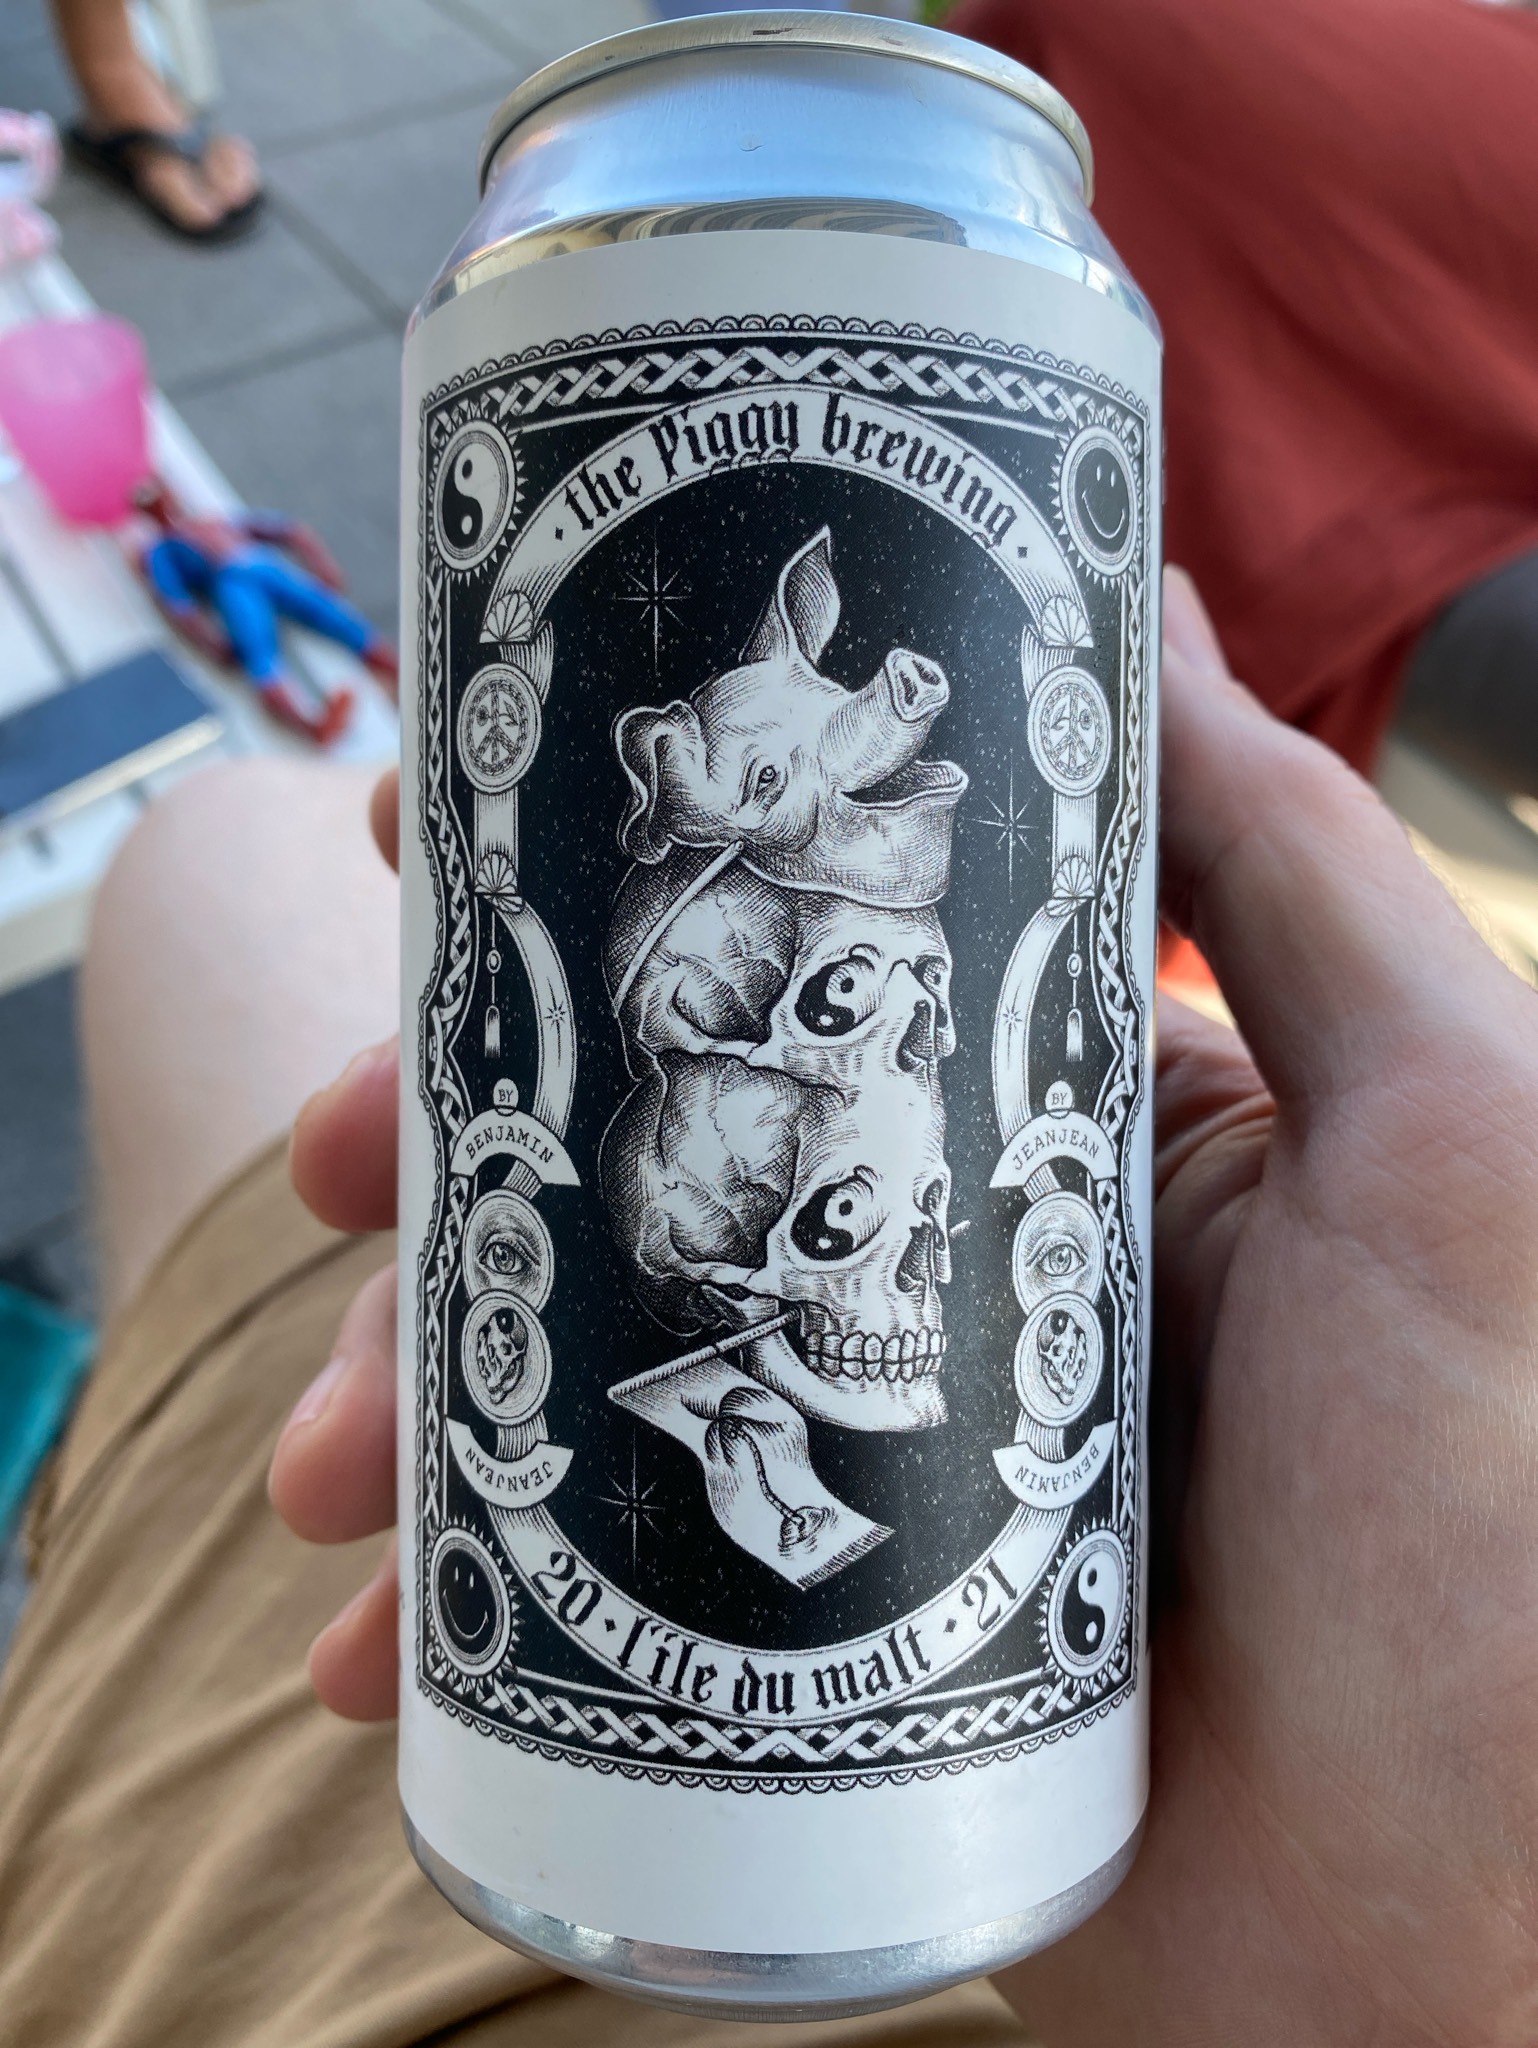 · the Piggy brewing ·
BY
BENJAMIN
BY
JEANJEAN
JEANJEAN
BENJAMIN
20 · l'île du malt · 21